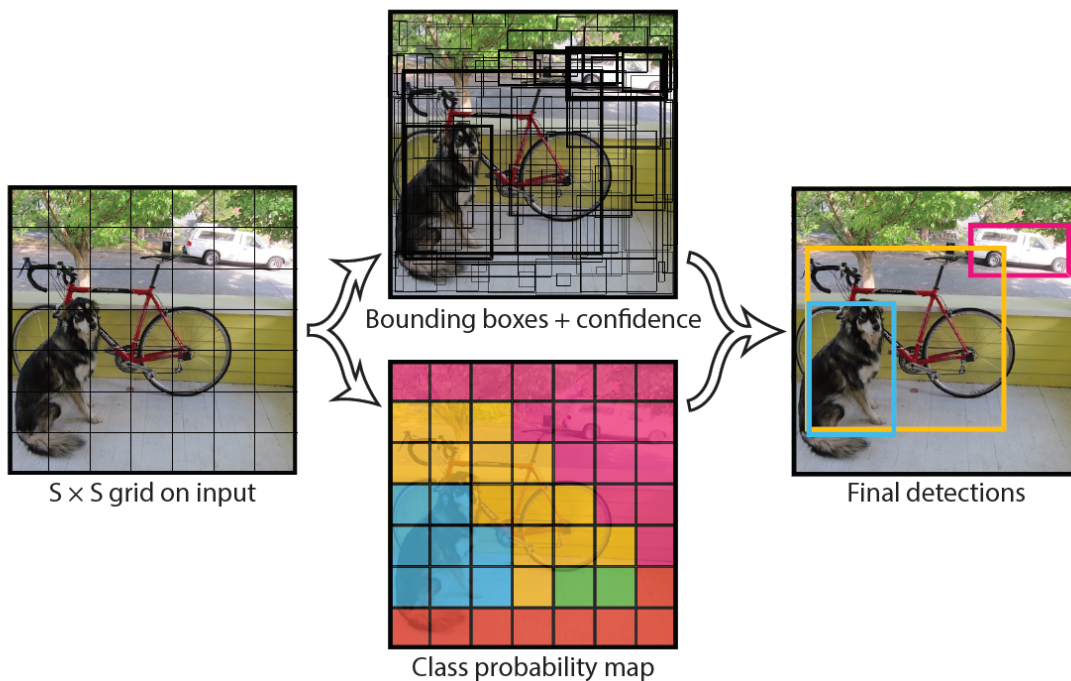 Bounding boxes + confidence
S × S grid on input
Final detections
Class probability map